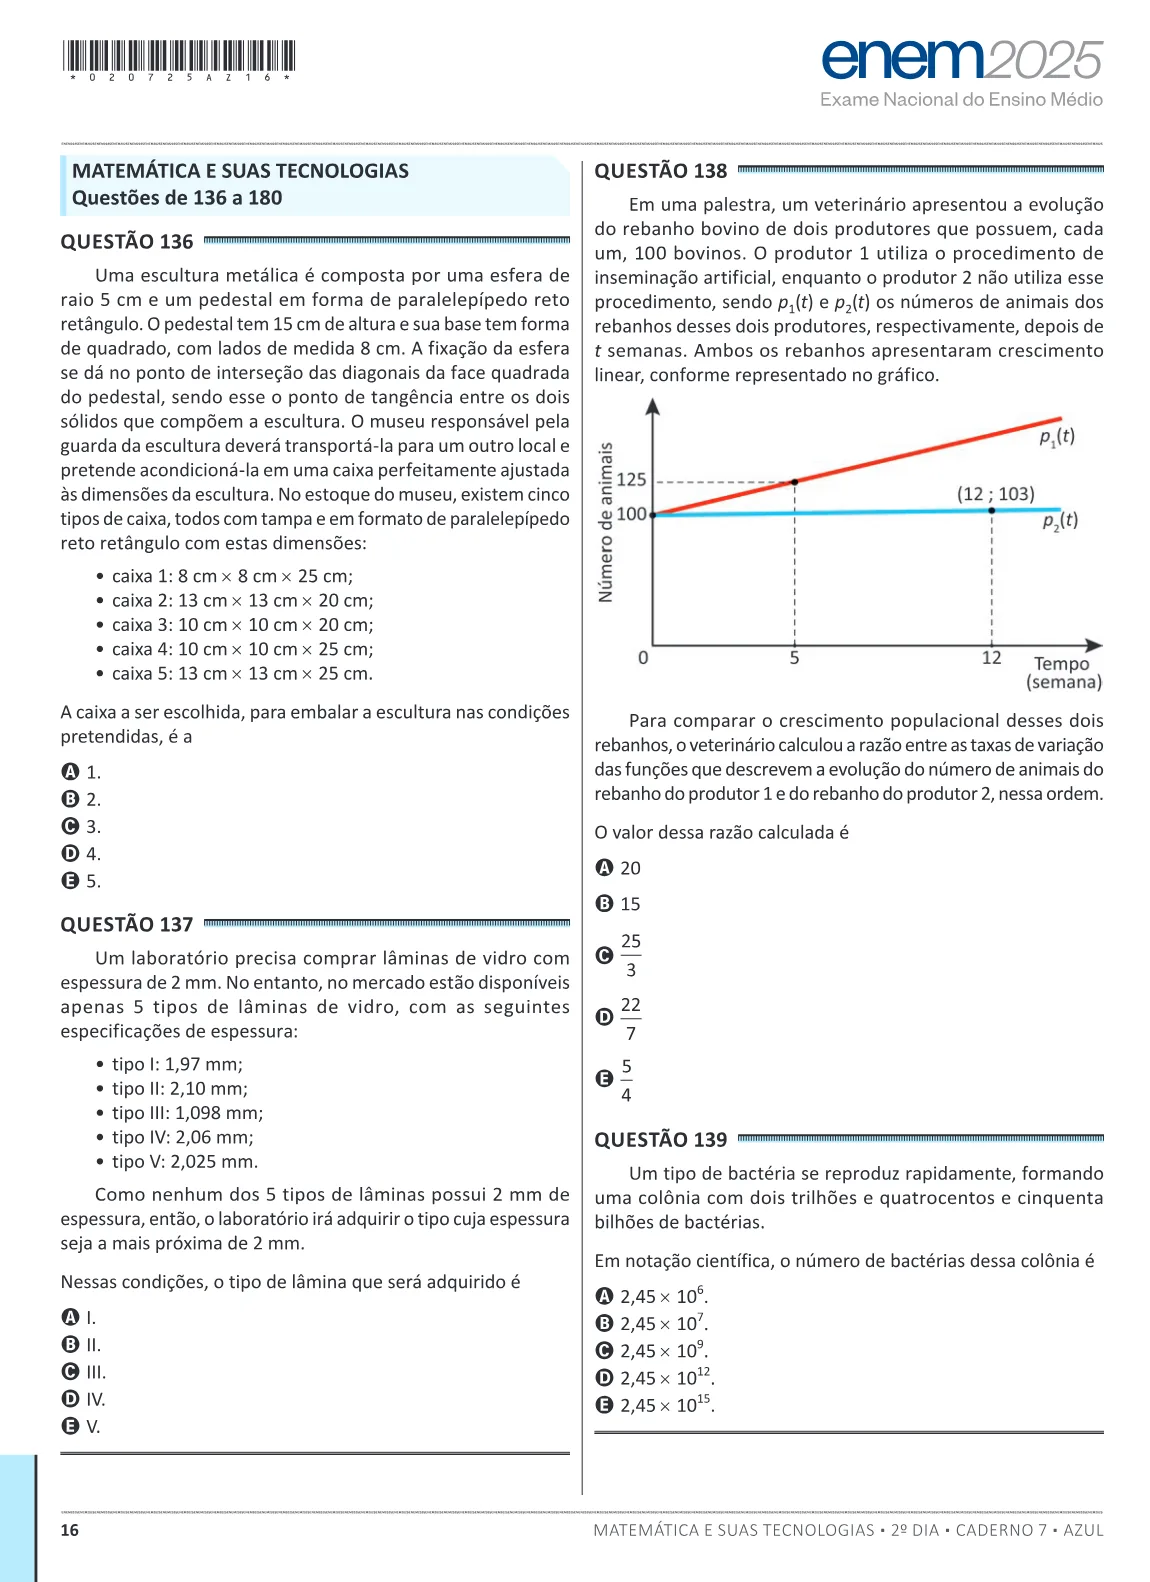 *020725AZ16*
enem2025
Exame Nacional do Ensino Médio
MATEMÁTICA E SUAS TECNOLOGIAS
Questões de 136 a 180
QUESTÃO 136
Uma escultura metálica é composta por uma esfera de
raio 5 cm e um pedestal em forma de paralelepípedo reto
retângulo. O pedestal tem 15 cm de altura e sua base tem forma
de quadrado, com lados de medida 8 cm. A fixação da esfera
se dá no ponto de interseção das diagonais da face quadrada
do pedestal, sendo esse o ponto de tangência entre os dois
sólidos que compõem a escultura. O museu responsável pela
guarda da escultura deverá transportá-la para um outro local e
pretende acondicioná-la em uma caixa perfeitamente ajustada
às dimensões da escultura. No estoque do museu, existem cinco
tipos de caixa, todos com tampa e em formato de paralelepípedo
reto retângulo com estas dimensões:
• caixa 1: 8 cm × 8 cm × 25 cm;
• caixa 2: 13 cm × 13 cm × 20 cm;
• caixa 3: 10 cm × 10 cm × 20 cm;
• caixa 4: 10 cm × 10 cm × 25 cm;
• caixa 5: 13 cm × 13 cm × 25 cm.
A caixa a ser escolhida, para embalar a escultura nas condições
pretendidas, é a
A 1.
B 2.
C 3.
D 4.
E 5.
QUESTÃO 137
Um laboratório precisa comprar lâminas de vidro com
espessura de 2 mm. No entanto, no mercado estão disponíveis
apenas 5 tipos de lâminas de vidro, com as seguintes
especificações de espessura:
• tipo I: 1,97 mm;
• tipo II: 2,10 mm;
• tipo III: 1,098 mm;
• tipo IV: 2,06 mm;
• tipo V: 2,025 mm.
Como nenhum dos 5 tipos de lâminas possui 2 mm de
espessura, então, o laboratório irá adquirir o tipo cuja espessura
seja a mais próxima de 2 mm.
Nessas condições, o tipo de lâmina que será adquirido é
A I.
B II.
C III.
D IV.
E V.
QUESTÃO 138
Em uma palestra, um veterinário apresentou a evolução
do rebanho bovino de dois produtores que possuem, cada
um, 100 bovinos. O produtor 1 utiliza o procedimento de
inseminação artificial, enquanto o produtor 2 não utiliza esse
procedimento, sendo p₁(t) e p₂(t) os números de animais dos
rebanhos desses dois produtores, respectivamente, depois de
t semanas. Ambos os rebanhos apresentaram crescimento
linear, conforme representado no gráfico.
Número de animais
p₁(t)
125
(12 ; 103)
100
p₂(t)
0
5
12
Tempo
(semana)
Para comparar o crescimento populacional desses dois
rebanhos, o veterinário calculou a razão entre as taxas de variação
das funções que descrevem a evolução do número de animais do
rebanho do produtor 1 e do rebanho do produtor 2, nessa ordem.
O valor dessa razão calculada é
A 20
B 15
C 25/3
D 22/7
E 5/4
QUESTÃO 139
Um tipo de bactéria se reproduz rapidamente, formando
uma colônia com dois trilhões e quatrocentos e cinquenta
bilhões de bactérias.
Em notação científica, o número de bactérias dessa colônia é
A 2,45 × 10⁶.
B 2,45 × 10⁷.
C 2,45 × 10⁹.
D 2,45 × 10¹².
E 2,45 × 10¹⁵.
16
MATEMÁTICA E SUAS TECNOLOGIAS • 2º DIA • CADERNO 7 • AZUL